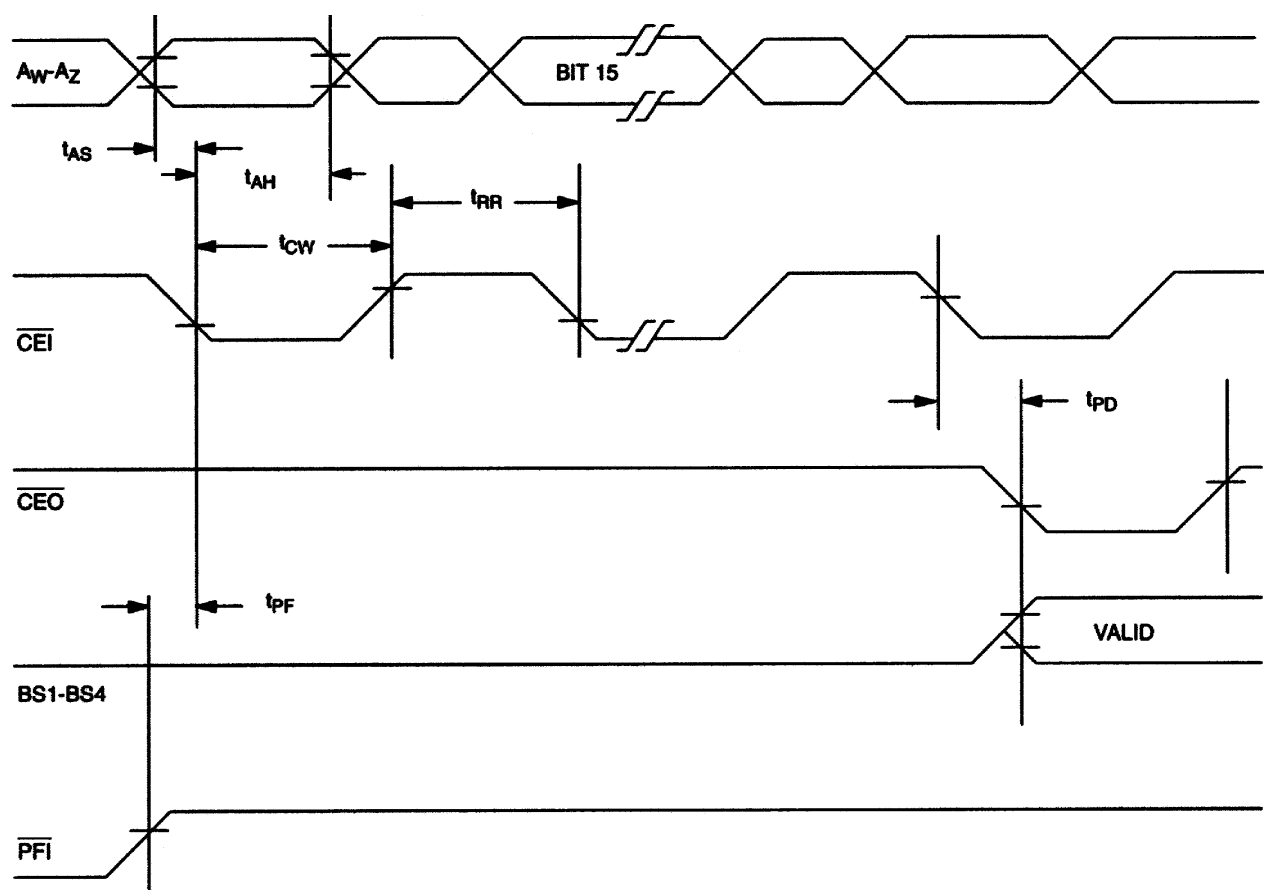 AW-AZ
BIT 15
tAS
tAH
tRR
tCW
CEI
tPD
CEO
tPF
VALID
BS1-BS4
PFI